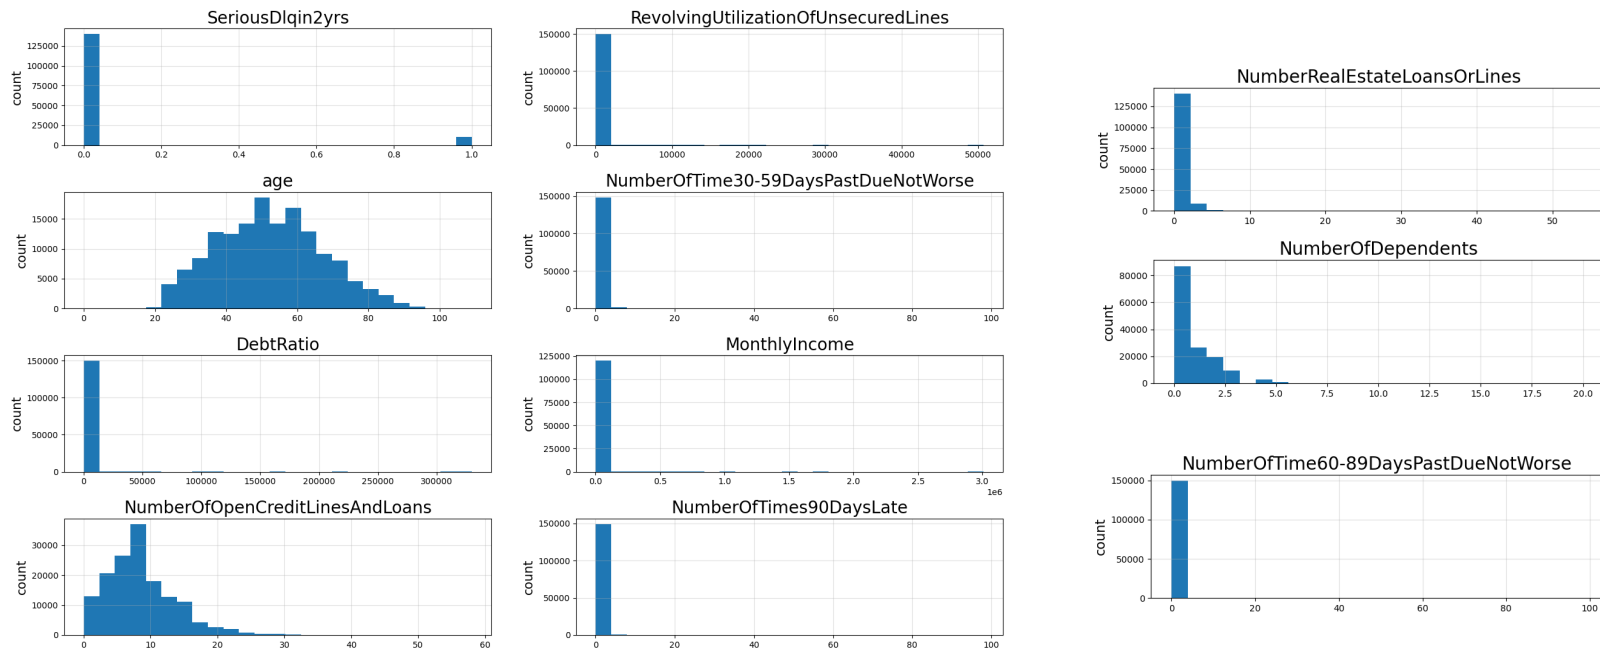 SeriousDlqin2yrs
count
125000
100000
75000
50000
25000
0
0.0 0.2 0.4 0.6 0.8 1.0
RevolvingUtilizationOfUnsecuredLines
count
150000
100000
50000
0
0 10000 20000 30000 40000 50000
age
count
15000
10000
5000
0
0 20 40 60 80 100
NumberOfTime30-59DaysPastDueNotWorse
count
150000
100000
50000
0
0 20 40 60 80 100
DebtRatio
count
150000
100000
50000
0
0 50000 100000 150000 200000 250000 300000
MonthlyIncome
count
125000
100000
75000
50000
25000
0
0.0 0.5 1.0 1.5 2.0 2.5 3.0
1e6
NumberOfOpenCreditLinesAndLoans
count
30000
20000
10000
0
0 10 20 30 40 50 60
NumberOfTimes90DaysLate
count
150000
100000
50000
0
0 20 40 60 80 100
NumberRealEstateLoansOrLines
count
125000
100000
75000
50000
25000
0
0 10 20 30 40 50
NumberOfDependents
count
80000
60000
40000
20000
0
0.0 2.5 5.0 7.5 10.0 12.5 15.0 17.5 20.0
NumberOfTime60-89DaysPastDueNotWorse
count
150000
100000
50000
0
0 20 40 60 80 100